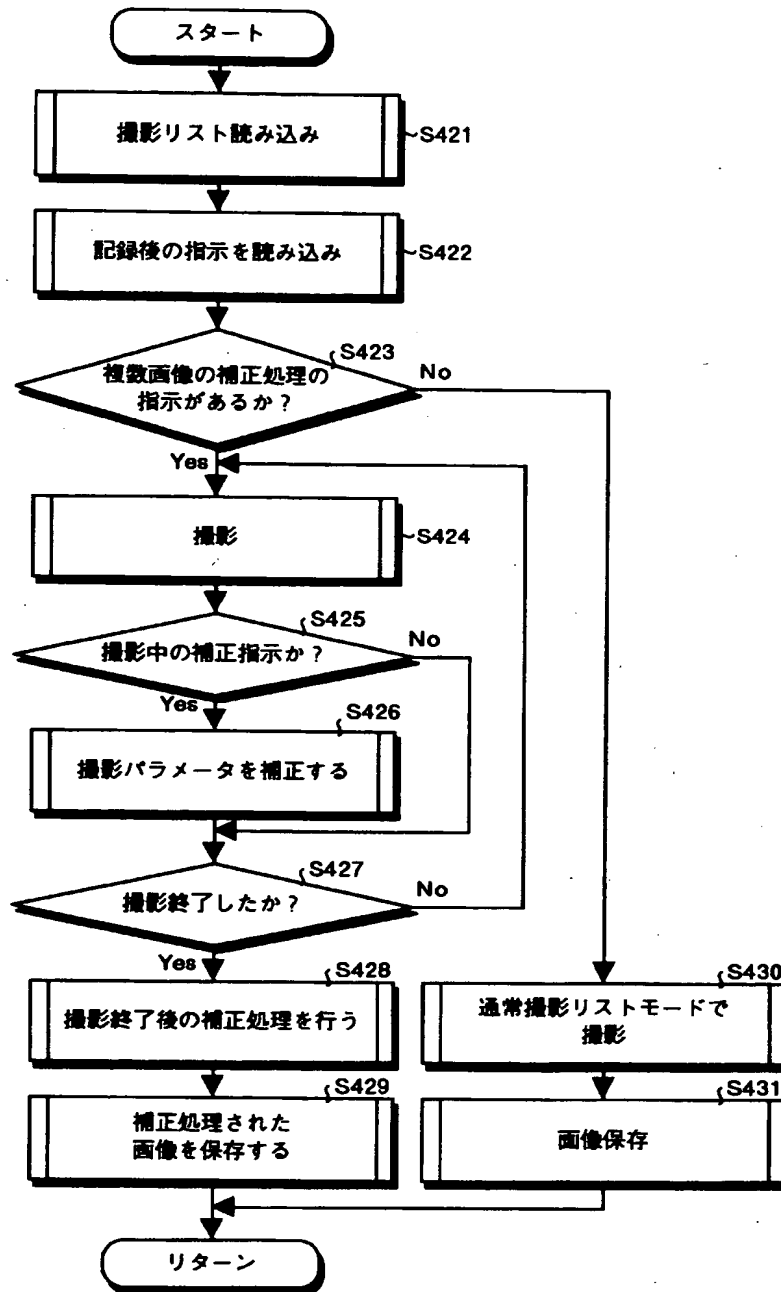 スタート
撮影リスト読み込み
S421
記録後の指示を読み込み
S422
S423
複数画像の補正処理の
指示があるか?
No
Yes
撮影
S424
S425
撮影中の補正指示か?
No
Yes
S426
撮影パラメータを補正する
S427
撮影終了したか?
No
Yes
S428
撮影終了後の補正処理を行う
S430
通常撮影リストモードで
撮影
S429
補正処理された
画像を保存する
S431
画像保存
リターン